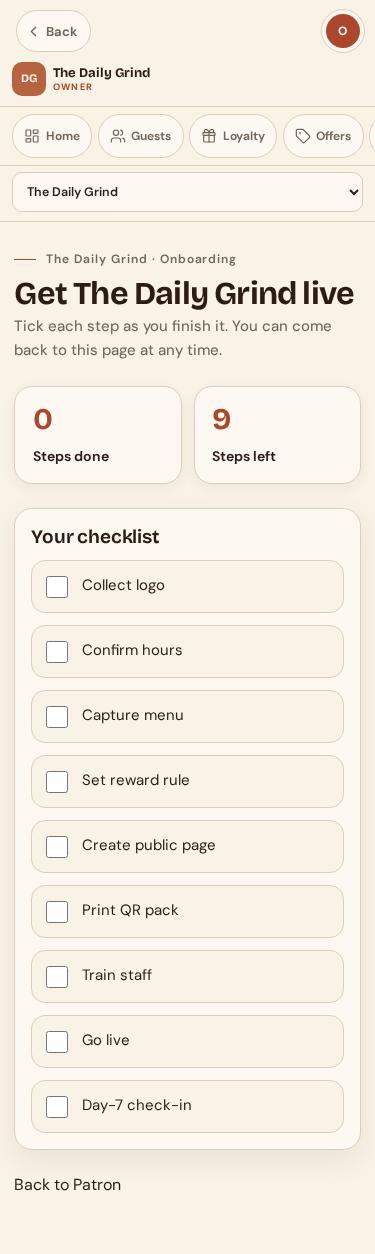 Back
O
DG
The Daily Grind
OWNER
Home
Guests
Loyalty
Offers
The Daily Grind
The Daily Grind · Onboarding
Get The Daily Grind live
Tick each step as you finish it. You can come
back to this page at any time.
0
Steps done
9
Steps left
Your checklist
Collect logo
Confirm hours
Capture menu
Set reward rule
Create public page
Print QR pack
Train staff
Go live
Day-7 check-in
Back to Patron